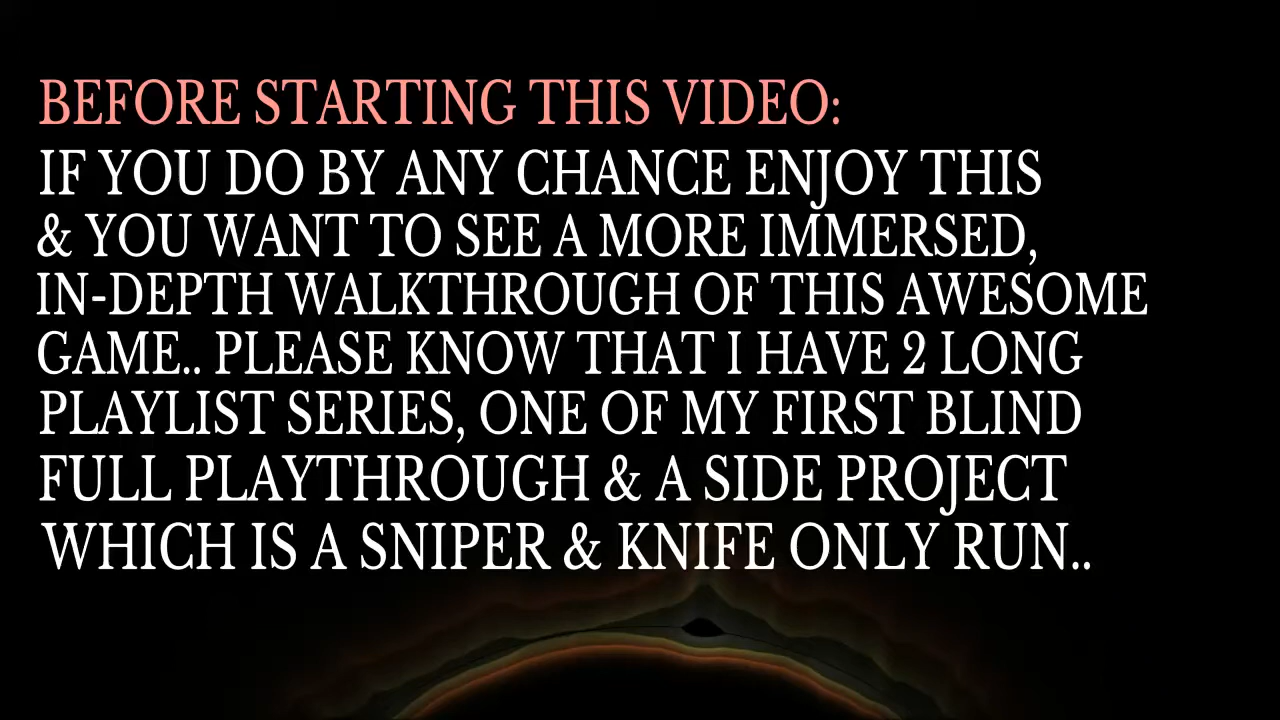 BEFORE STARTING THIS VIDEO:
IF YOU DO BY ANY CHANCE ENJOY THIS
& YOU WANT TO SEE A MORE IMMERSED,
IN-DEPTH WALKTHROUGH OF THIS AWESOME
GAME.. PLEASE KNOW THAT I HAVE 2 LONG
PLAYLIST SERIES, ONE OF MY FIRST BLIND
FULL PLAYTHROUGH & A SIDE PROJECT
WHICH IS A SNIPER & KNIFE ONLY RUN..